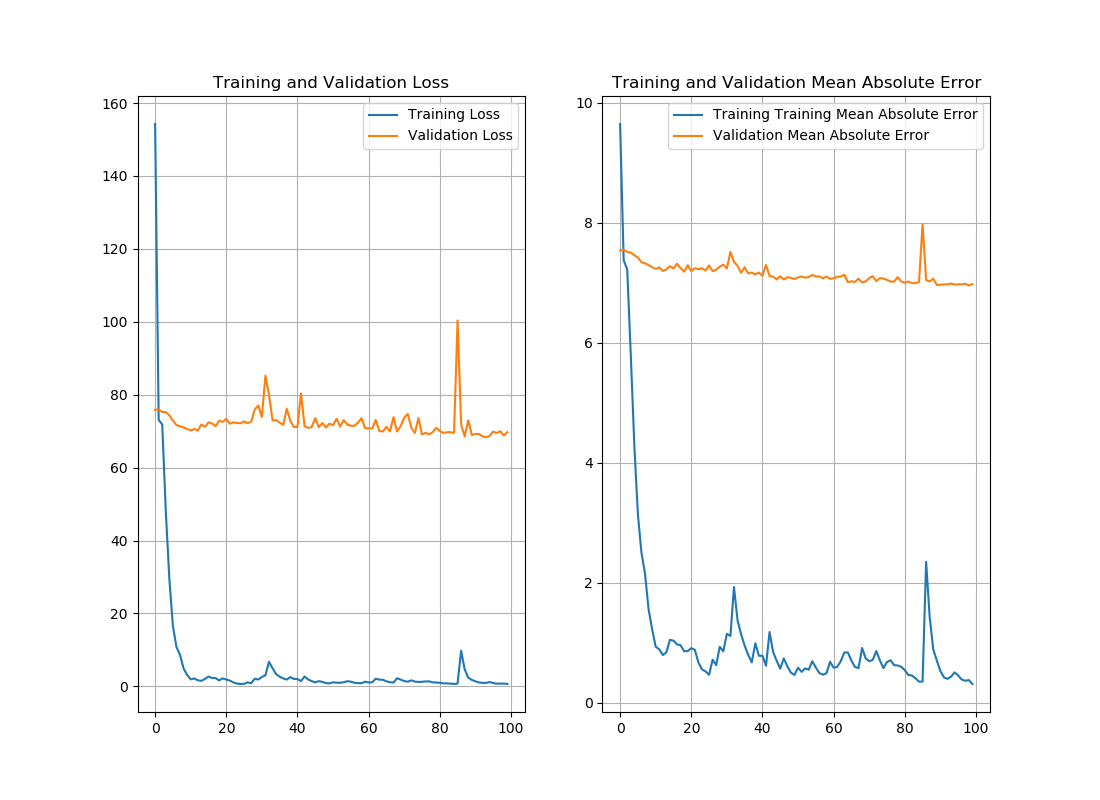 Training and Validation Loss
Training Loss
Validation Loss
160
140
120
100
80
60
40
20
0
0 20 40 60 80 100
Training and Validation Mean Absolute Error
Training Training Mean Absolute Error
Validation Mean Absolute Error
10
8
6
4
2
0
0 20 40 60 80 100